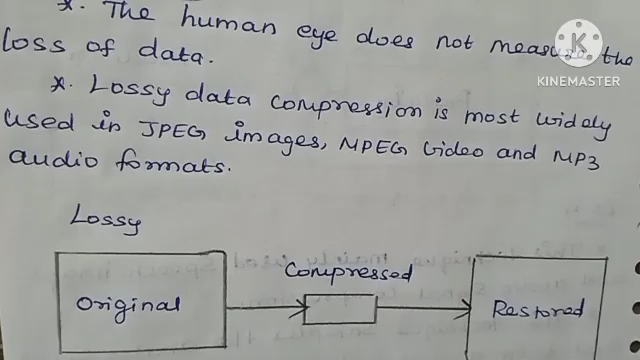 *. The human eye does not measure the
loss of data.
*. Lossy data compression is most widely
used in JPEG images, MPEG video and MP3
audio formats.
Lossy
Compressed
Original
Restored
K
KINEMASTER